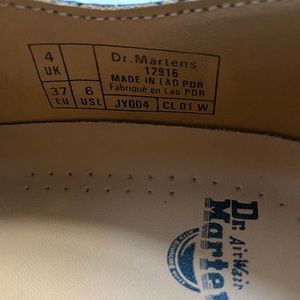 4 UK
37 EU
6 USL
Dr. Martens
12916
MADE IN LAO PDR
Fabriqué en Lao PDR
JY004
CL 01 W
Dr. AirWair
Marte